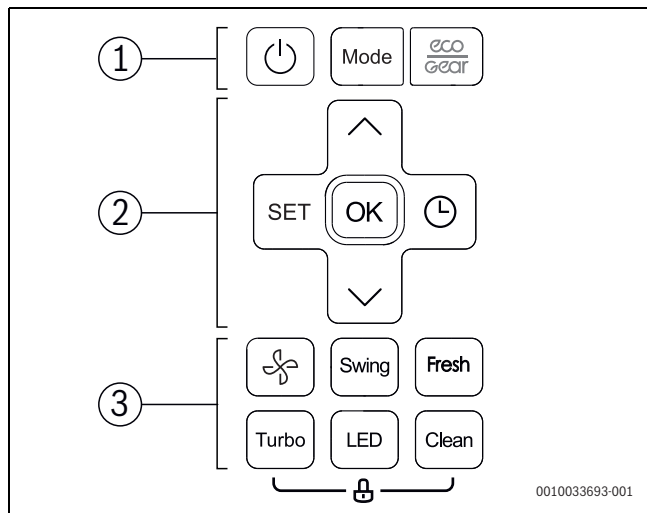 1
Mode
eco
Gear
2
SET
OK
3
Swing
Fresh
Turbo
LED
Clean
0010033693-001